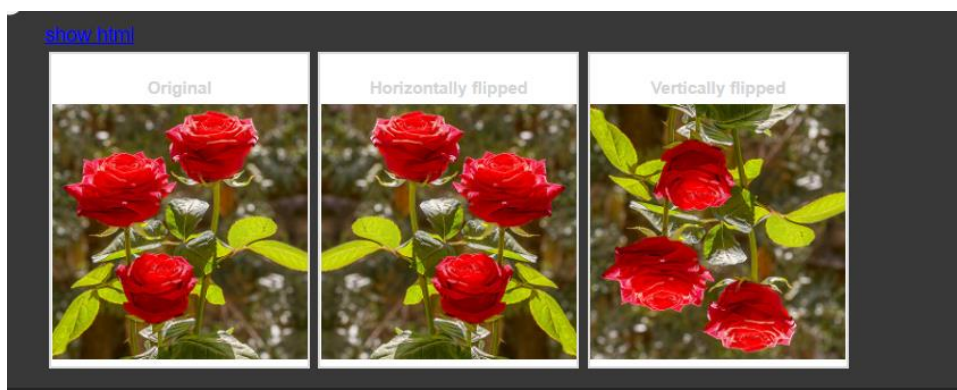 show html
Original
Horizontally flipped
Vertically flipped